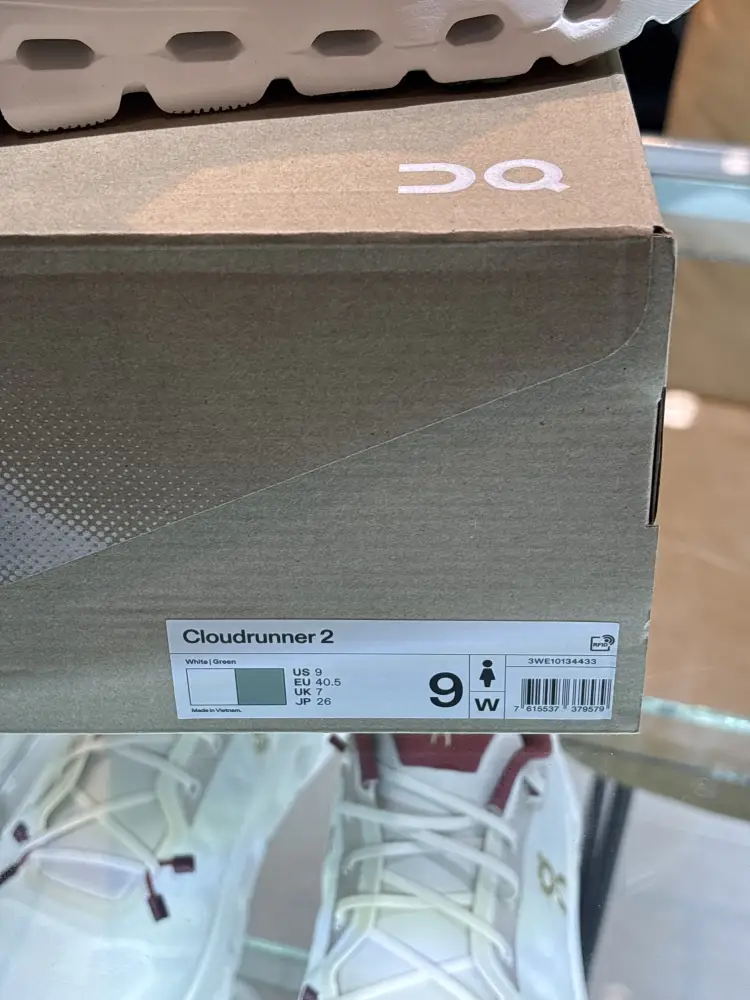 Cloudrunner 2
RFID
White | Green
US 9
EU 40.5
UK 7
JP 26
Made in Vietnam.
9
W
3WE10134433
7 615537 379579